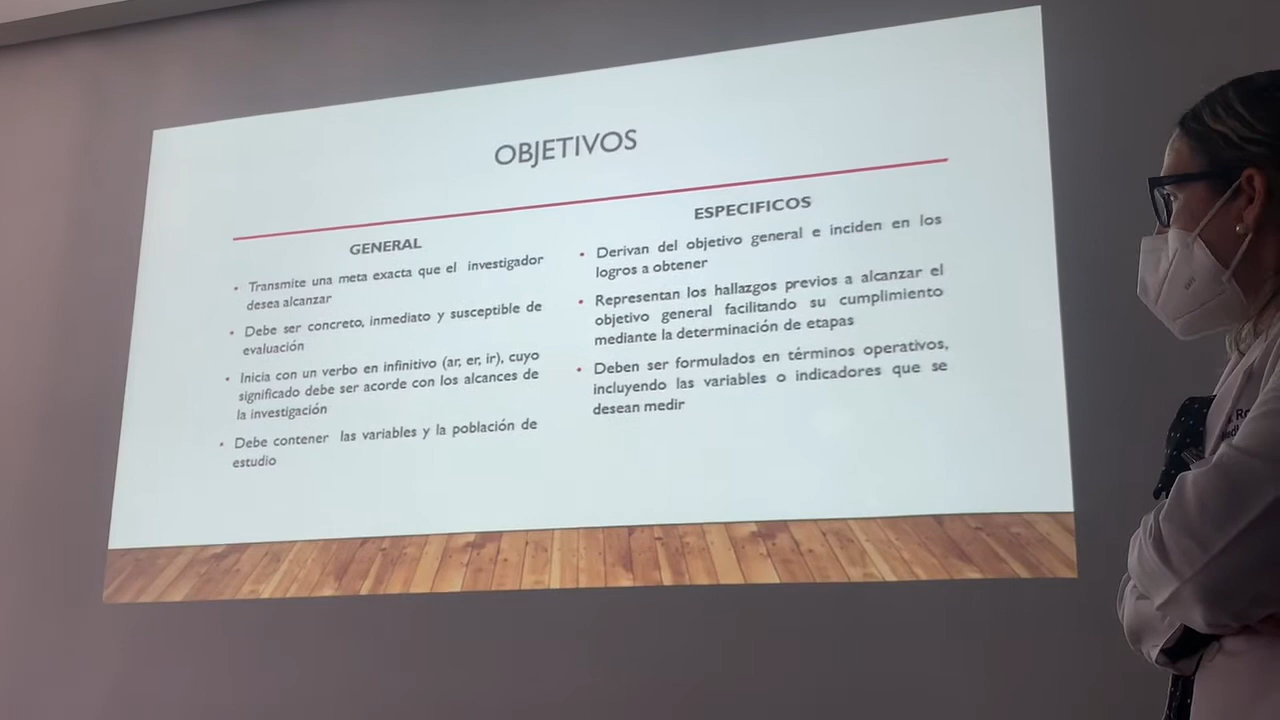 OBJETIVOS
GENERAL
• Transmite una meta exacta que el investigador
desea alcanzar
• Debe ser concreto, inmediato y susceptible de
evaluación
• Inicia con un verbo en infinitivo (ar, er, ir), cuyo
significado debe ser acorde con los alcances de
la investigación
• Debe contener las variables y la población de
estudio
ESPECIFICOS
• Derivan del objetivo general e inciden en los
logros a obtener
• Representan los hallazgos previos a alcanzar el
objetivo general facilitando su cumplimiento
mediante la determinación de etapas
• Deben ser formulados en términos operativos,
incluyendo las variables o indicadores que se
desean medir